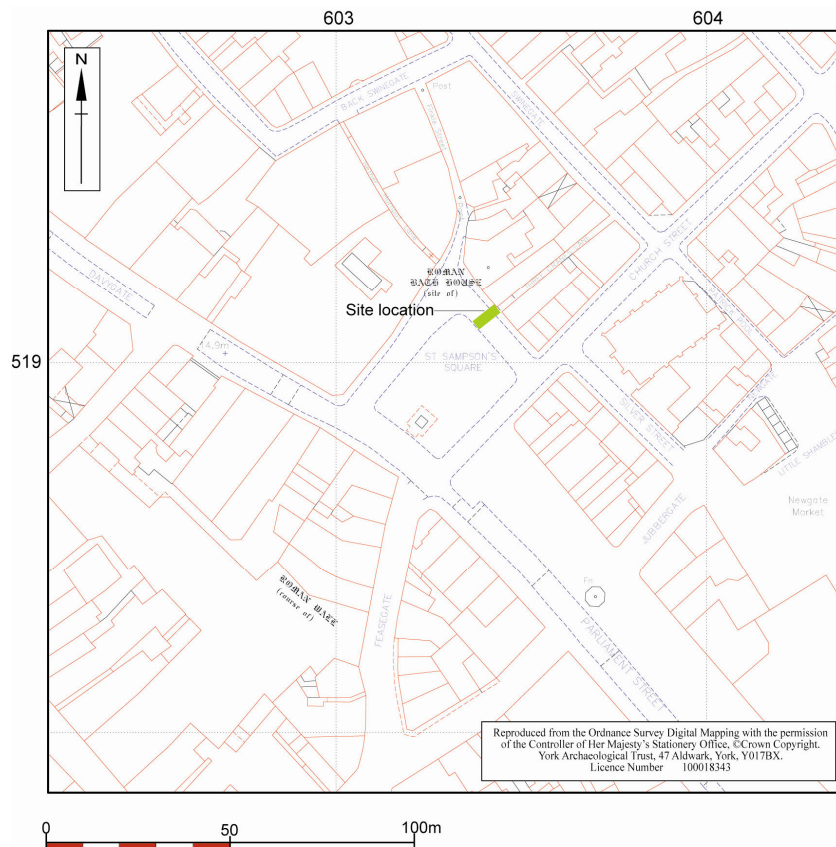 603
604
N
Post
BACK SWINEGATE
SWINEGATE
CHURCH STREET
DAVYGATE
14.9m
ROMAN
BATH HOUSE
(site of)
Site location
519
ST SAMPSON'S
SQUARE
SILVER STREET
LITTLE SHAMBLES
Newgate
Market
JUBBERGATE
ROMAN WALL
(course of)
FEASEGATE
Fn
PARLIAMENT STREET
Reproduced from the Ordnance Survey Digital Mapping with the permission
of the Controller of Her Majesty's Stationery Office, ©Crown Copyright.
York Archaeological Trust, 47 Aldwark, York, Y017BX.
Licence Number 100018343
0
50
100m